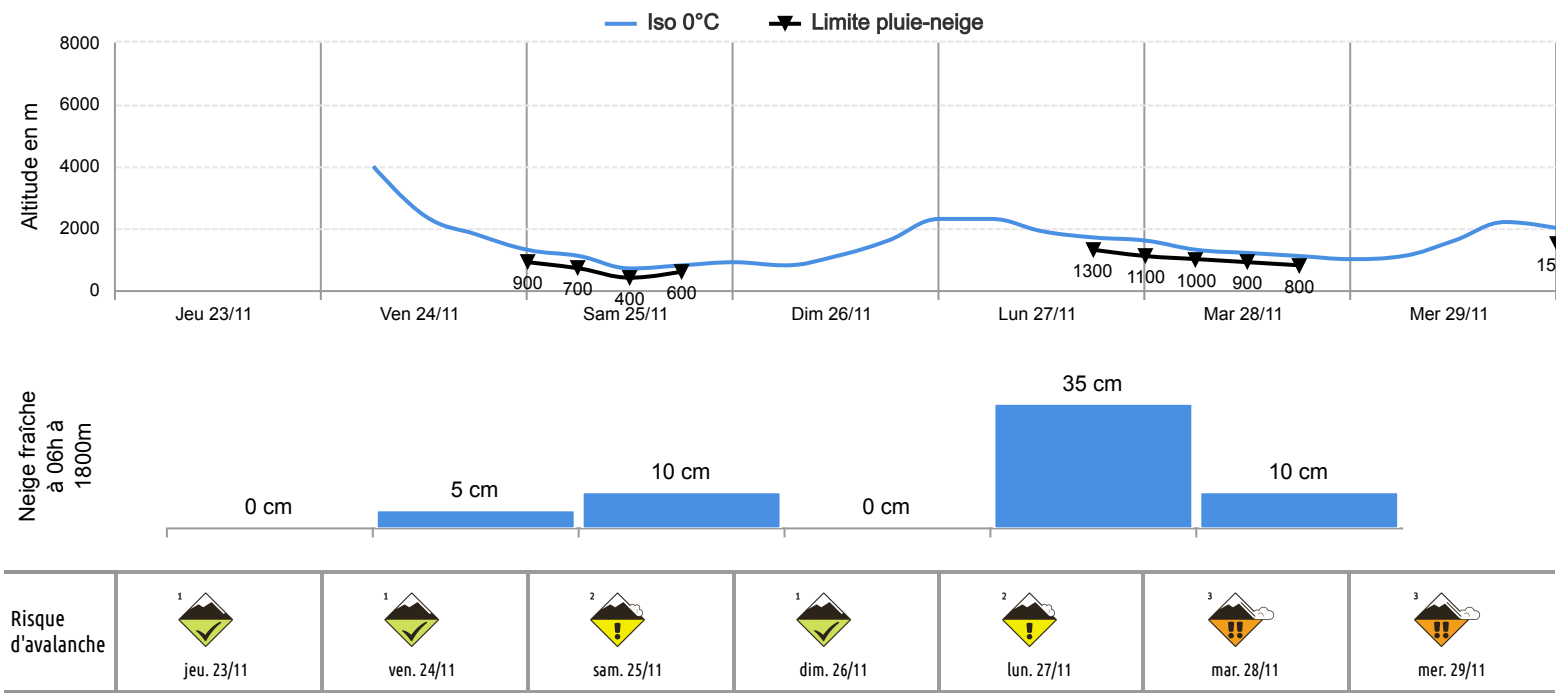 Iso 0°C Limite pluie-neige
Altitude en m
8000
6000
4000
2000
0
900 700 400 600 1300 1100 1000 900 800 15
Jeu 23/11 Ven 24/11 Sam 25/11 Dim 26/11 Lun 27/11 Mar 28/11 Mer 29/11
Neige fraîche
à 06h à
1800m
0 cm 5 cm 10 cm 0 cm 35 cm 10 cm
Risque
d'avalanche
1 1 2 1 2 3 3
! ! !! !!
jeu. 23/11 ven. 24/11 sam. 25/11 dim. 26/11 lun. 27/11 mar. 28/11 mer. 29/11